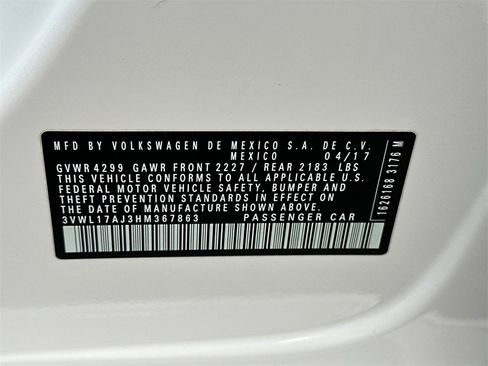 MFD BY VOLKSWAGEN DE MEXICO S.A. DE C.V.
MEXICO 04/17
GVWR 4299 GAWR FRONT 2227 / REAR 2183 LBS
THIS VEHICLE CONFORMS TO ALL APPLICABLE U.S.
FEDERAL MOTOR VEHICLE SAFETY, BUMPER AND
THEFT PREVENTION STANDARDS IN EFFECT ON THE
DATE OF MANUFACTURE SHOWN ABOVE.
3VWL17AJ3HM367863 PASSENGER CAR
1626168 3176 M